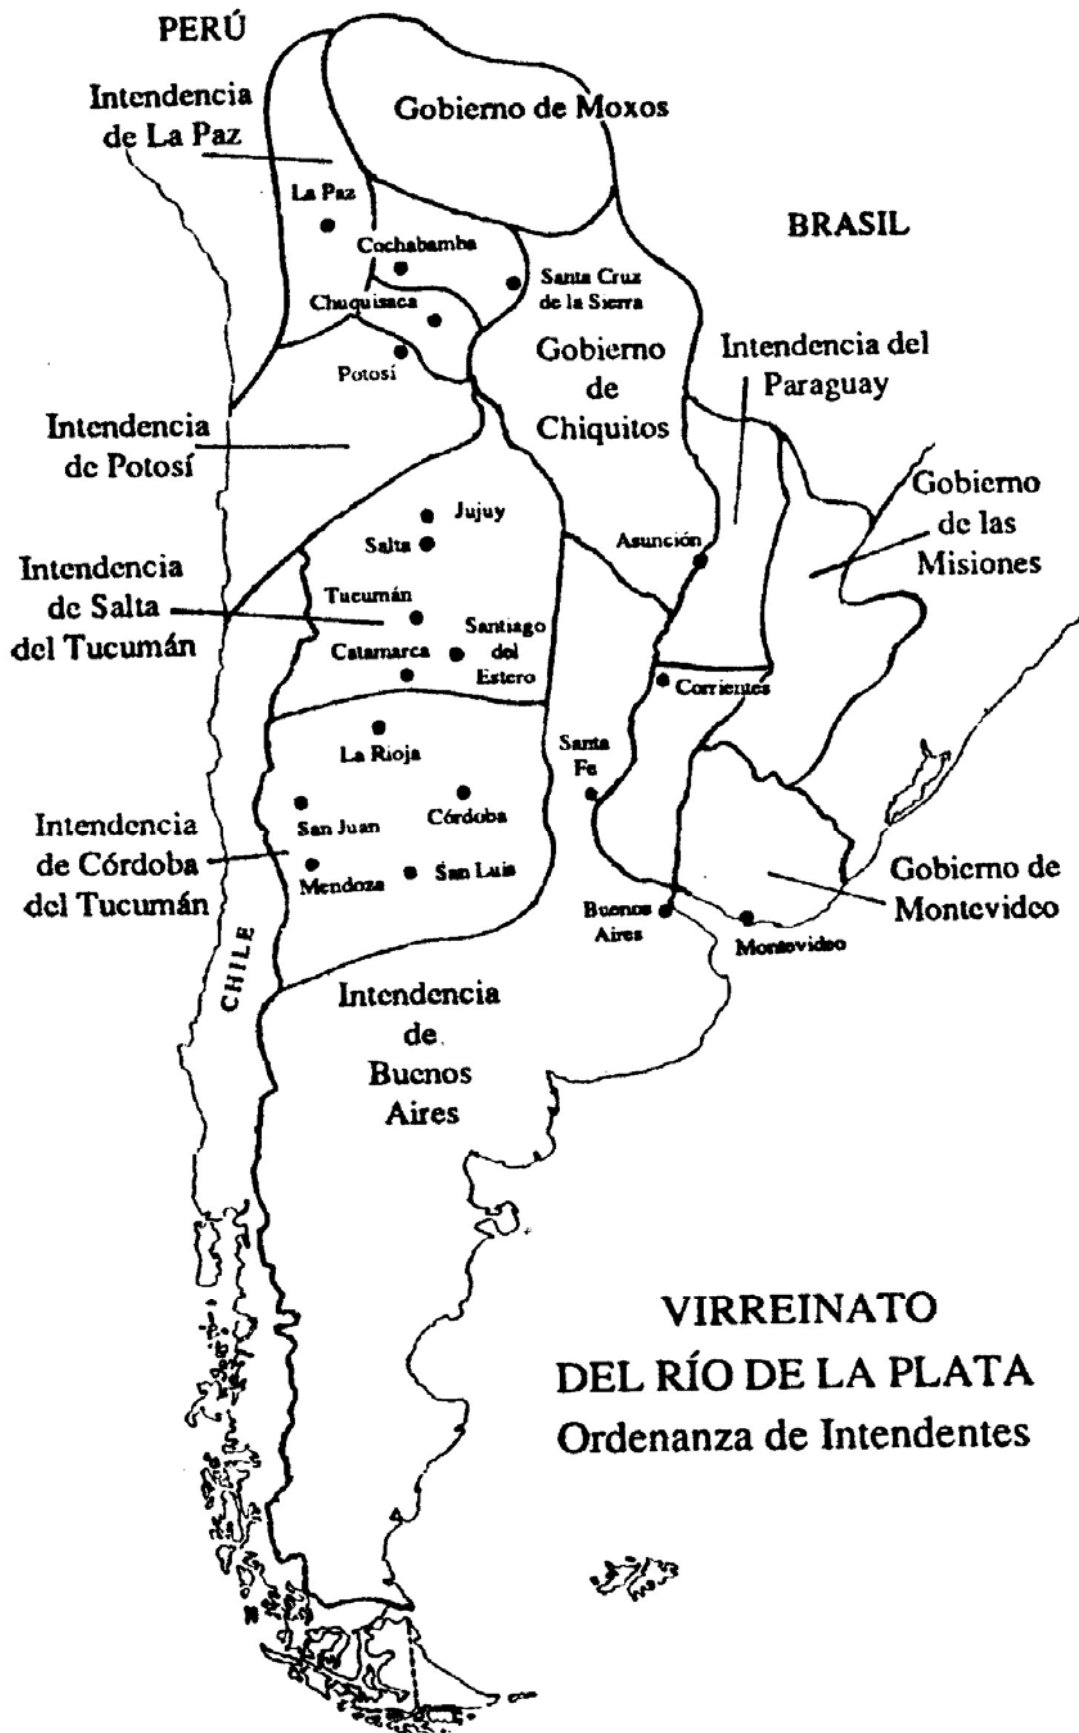 PERÚ
Intendencia
de La Paz
Gobierno de Moxos
La Paz
BRASIL
Cochabamba
Santa Cruz
de la Sierra
Chuquisaca
Potosí
Gobierno
de
Chiquitos
Intendencia del
Paraguay
Intendencia
de Potosí
Gobierno
de las
Misiones
Jujuy
Salta
Asunción
Intendencia
de Salta
del Tucumán
Tucumán
Santiago
del
Estero
Catamarca
Corrientes
La Rioja
Santa
Fe
San Juan
Córdoba
Intendencia
de Córdoba
del Tucumán
Mendoza
San Luis
Gobierno de
Montevideo
Buenos
Aires
Montevideo
CHILE
Intendencia
de
Buenos
Aires
VIRREINATO
DEL RÍO DE LA PLATA
Ordenanza de Intendentes